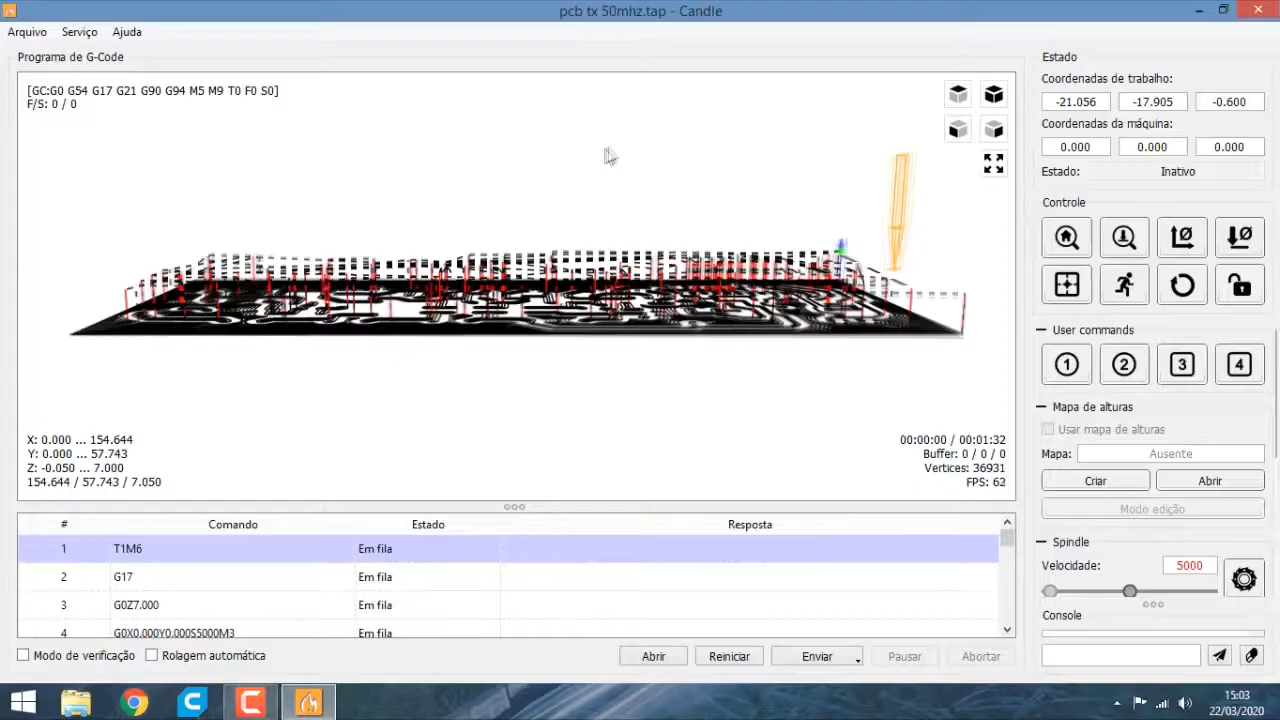 pcb tx 50mhz.tap - Candle
Arquivo Serviço Ajuda
Programa de G-Code
[GC:G0 G54 G17 G21 G90 G94 M5 M9 T0 F0 S0]
F/S: 0 / 0
X: 0.000 ... 154.644
Y: 0.000 ... 57.743
Z: -0.050 ... 7.000
154.644 / 57.743 / 7.050
00:00:00 / 00:01:32
Buffer: 0 / 0 / 0
Vertices: 36931
FPS: 62
# Comando Estado Resposta
1 T1M6 Em fila
2 G17 Em fila
3 G0Z7.000 Em fila
4 G0X0.000Y0.000S5000M3 Em fila
Modo de verificação Rolagem automática Abrir Reiniciar Enviar Pausar Abortar
Estado
Coordenadas de trabalho:
-21.056 -17.905 -0.600
Coordenadas da máquina:
0.000 0.000 0.000
Estado: Inativo
Controle
User commands
1 2 3 4
Mapa de alturas
Usar mapa de alturas
Mapa: Ausente
Criar Abrir
Modo edição
Spindle
Velocidade: 5000
Console
15:03
22/03/2020